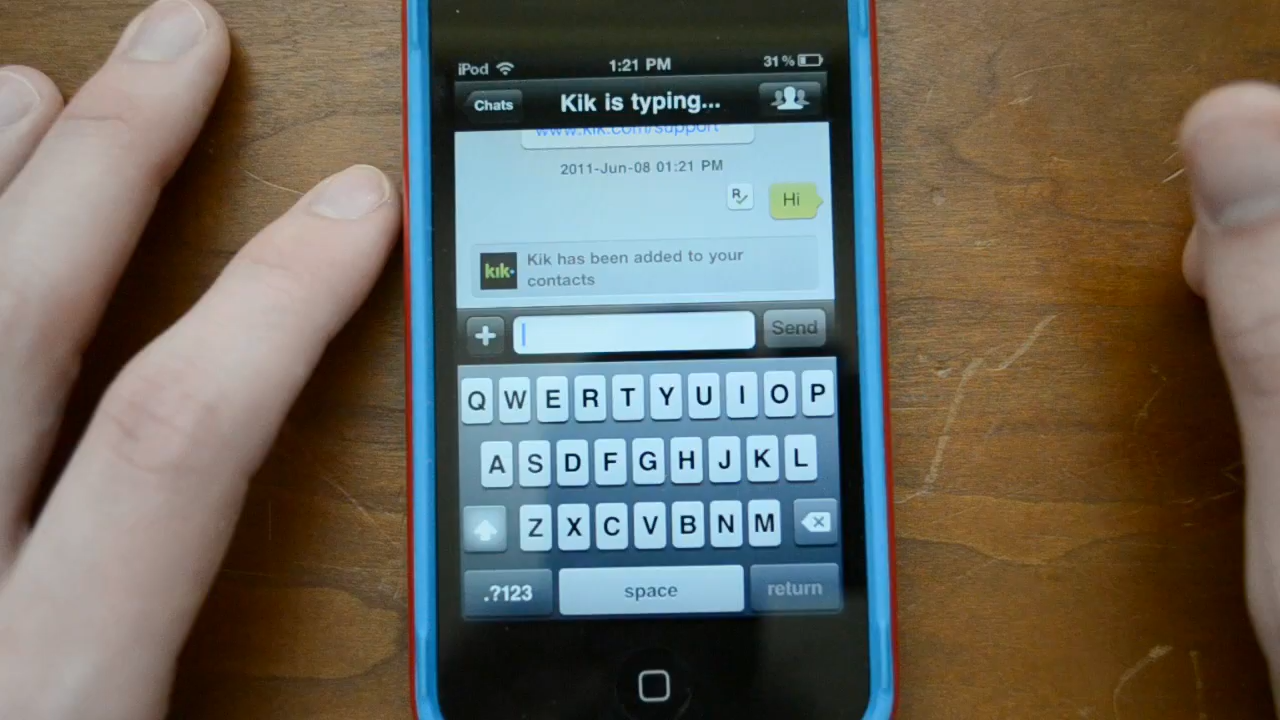 iPod 1:21 PM 31%
Chats Kik is typing...
www.kik.com/support
2011-Jun-08 01:21 PM
R Hi
kik Kik has been added to your
contacts
Send
Q W E R T Y U I O P
A S D F G H J K L
Z X C V B N M
.?123 space return